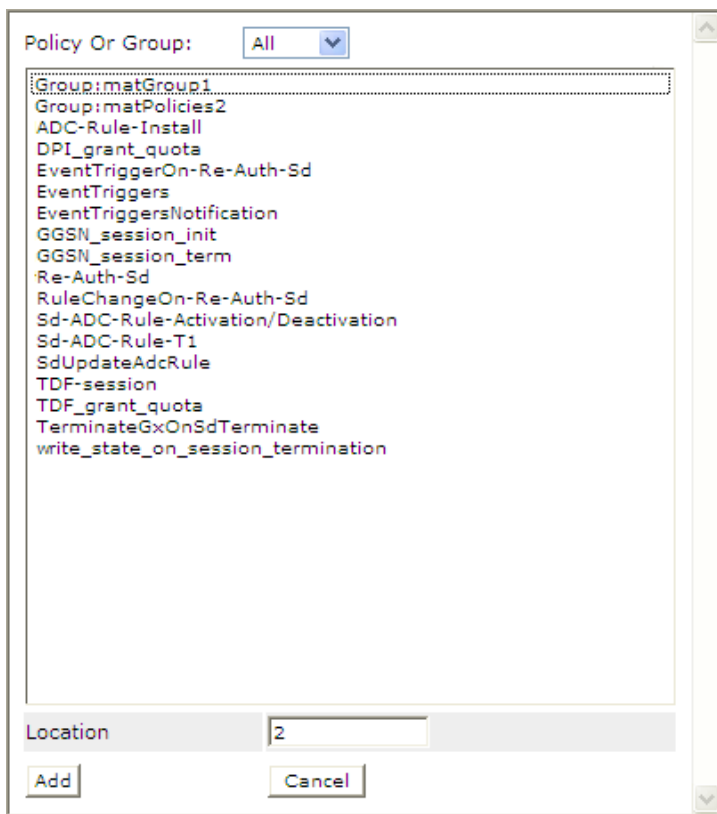 Policy Or Group: All
Group:matGroup1
Group:matPolicies2
ADC-Rule-Install
DPI_grant_quota
EventTriggerOn-Re-Auth-Sd
EventTriggers
EventTriggersNotification
GGSN_session_init
GGSN_session_term
Re-Auth-Sd
RuleChangeOn-Re-Auth-Sd
Sd-ADC-Rule-Activation/Deactivation
Sd-ADC-Rule-T1
SdUpdateAdcRule
TDF-session
TDF_grant_quota
TerminateGxOnSdTerminate
write_state_on_session_termination
Location 2
Add Cancel